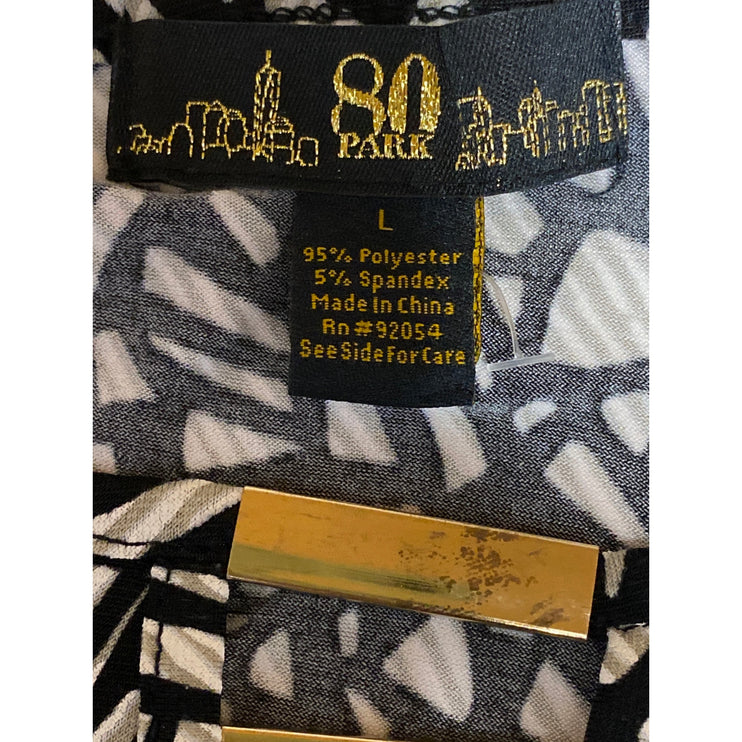 80
PARK
L
95% Polyester
5% Spandex
Made In China
Rn#92054
See Side For Care